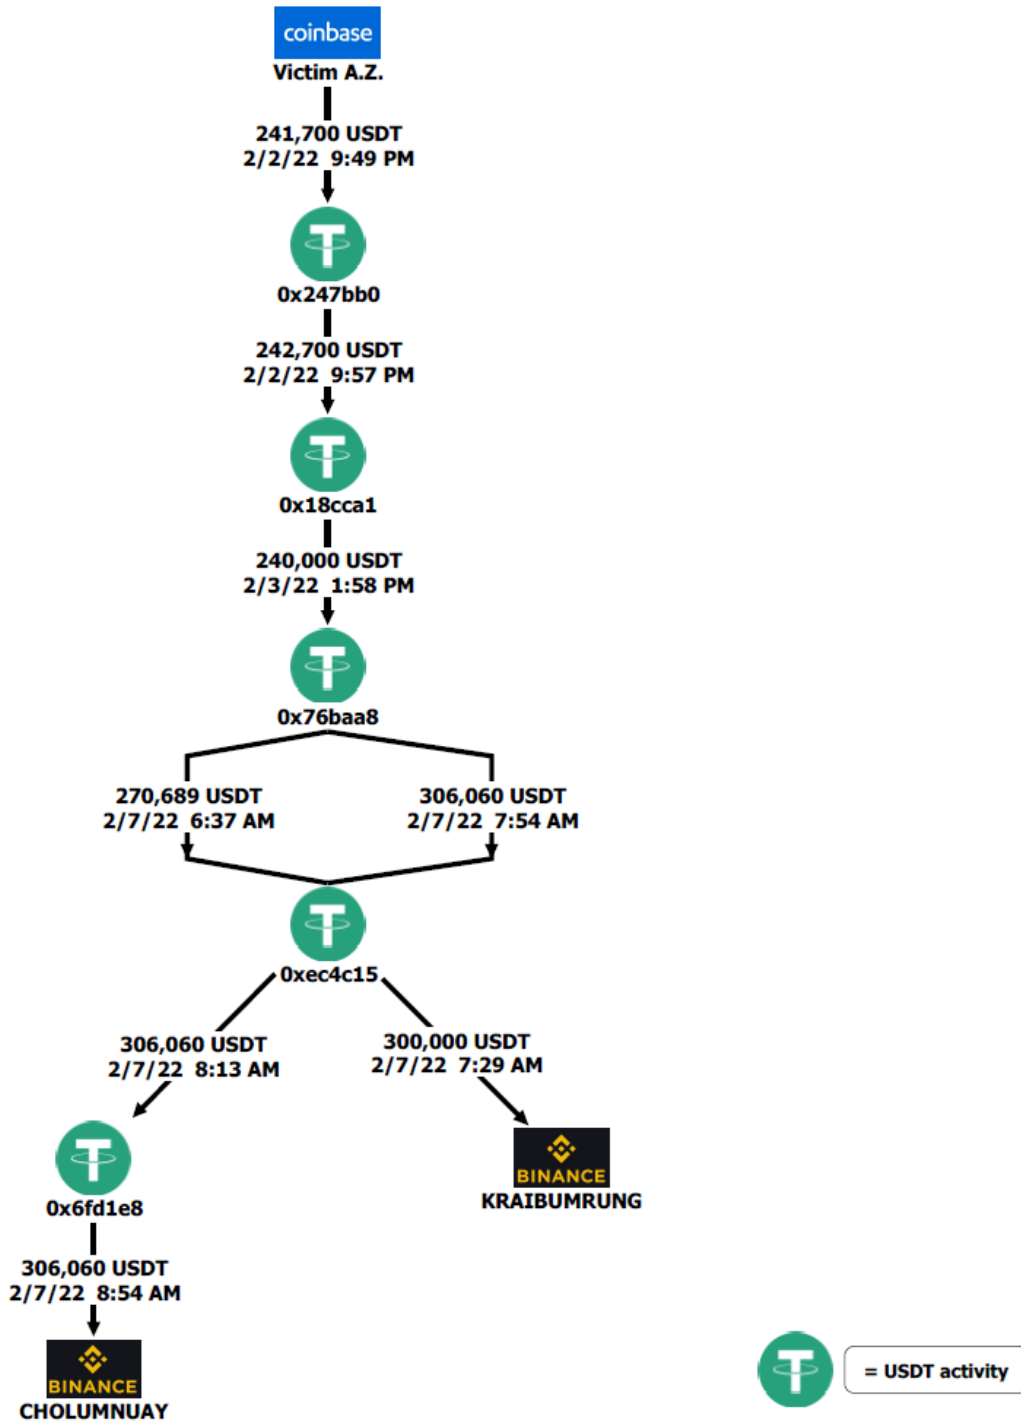 coinbase
Victim A.Z.
241,700 USDT
2/2/22 9:49 PM
0x247bb0
242,700 USDT
2/2/22 9:57 PM
0x18cca1
240,000 USDT
2/3/22 1:58 PM
0x76baa8
270,689 USDT
2/7/22 6:37 AM
306,060 USDT
2/7/22 7:54 AM
0xec4c15
306,060 USDT
2/7/22 8:13 AM
300,000 USDT
2/7/22 7:29 AM
0x6fd1e8
BINANCE
KRAIBUMRUNG
306,060 USDT
2/7/22 8:54 AM
BINANCE
CHOLUMNUAY
= USDT activity